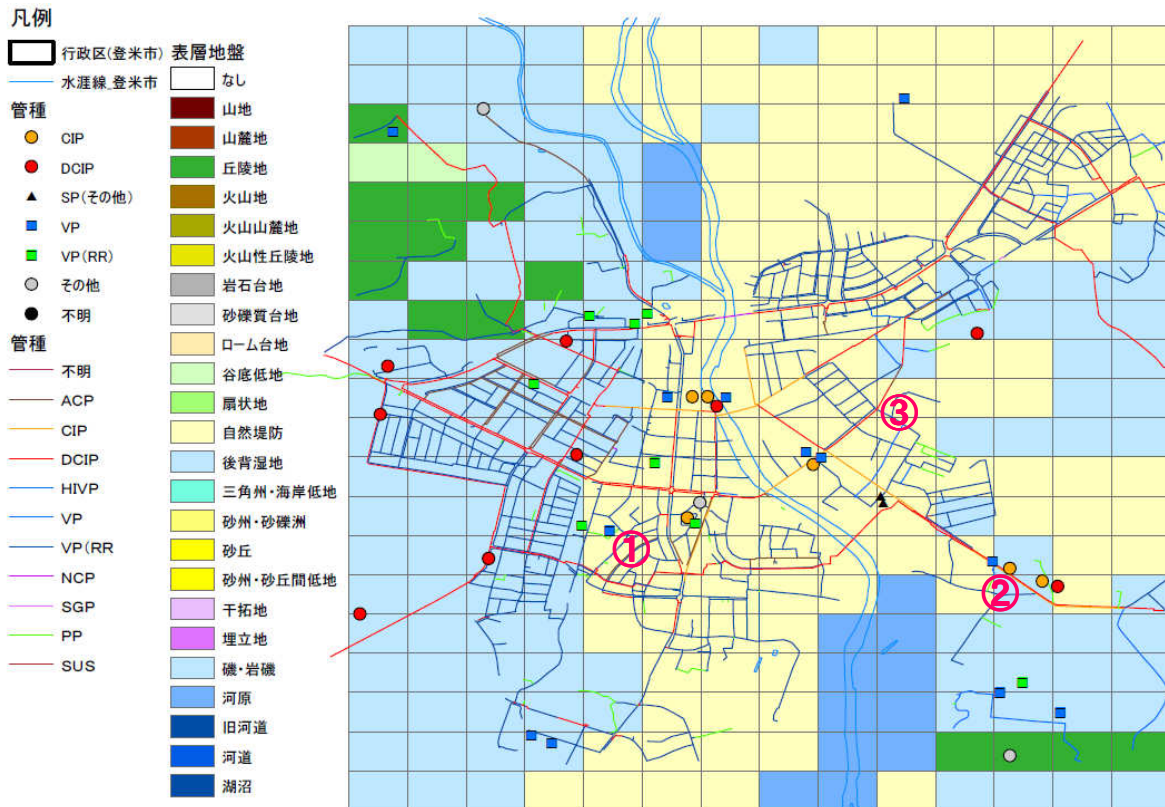 凡例
行政区(登米市)
水涯線_登米市
管種
CIP
DCIP
SP(その他)
VP
VP(RR)
その他
不明
管種
不明
ACP
CIP
DCIP
HIVP
VP
VP(RR
NCP
SGP
PP
SUS
表層地盤
なし
山地
山麓地
丘陵地
火山地
火山山麓地
火山性丘陵地
岩石台地
砂礫質台地
ローム台地
谷底低地
扇状地
自然堤防
後背湿地
三角州・海岸低地
砂州・砂礫洲
砂丘
砂州・砂丘間低地
干拓地
埋立地
磯・岩磯
河原
旧河道
河道
湖沼
①
②
③